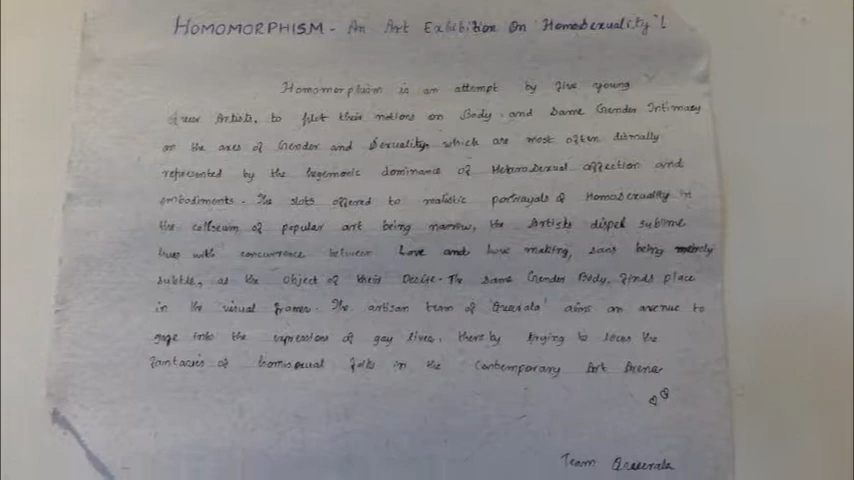 HOMOMORPHISM - An Art Exhibition On 'Homosexuality'!
Homomorphism is an attempt by five young
Queer Artists, to pilot their notions on Body and Same Gender Intimacy
on the axes of Gender and Sexuality, which are most often dismally
represented by the hegemonic dominance of Heterosexual affection and
embodiments. The slots offered to realistic portrayals of Homosexuality in
the colloseum of popular art being narrow, the Artists dispel sublime
hues with concurrence between Love and love making, sans being merely
subtle, as the object of their Desire. The same Gender Body, finds place
in the visual frames. The artisan team of Queerala' aims an avenue to
gaze into the expressions of gay lives, thereby trying to locus the
fantasies of homosexual folks in the Contemporary Art Arena
Team Queerala